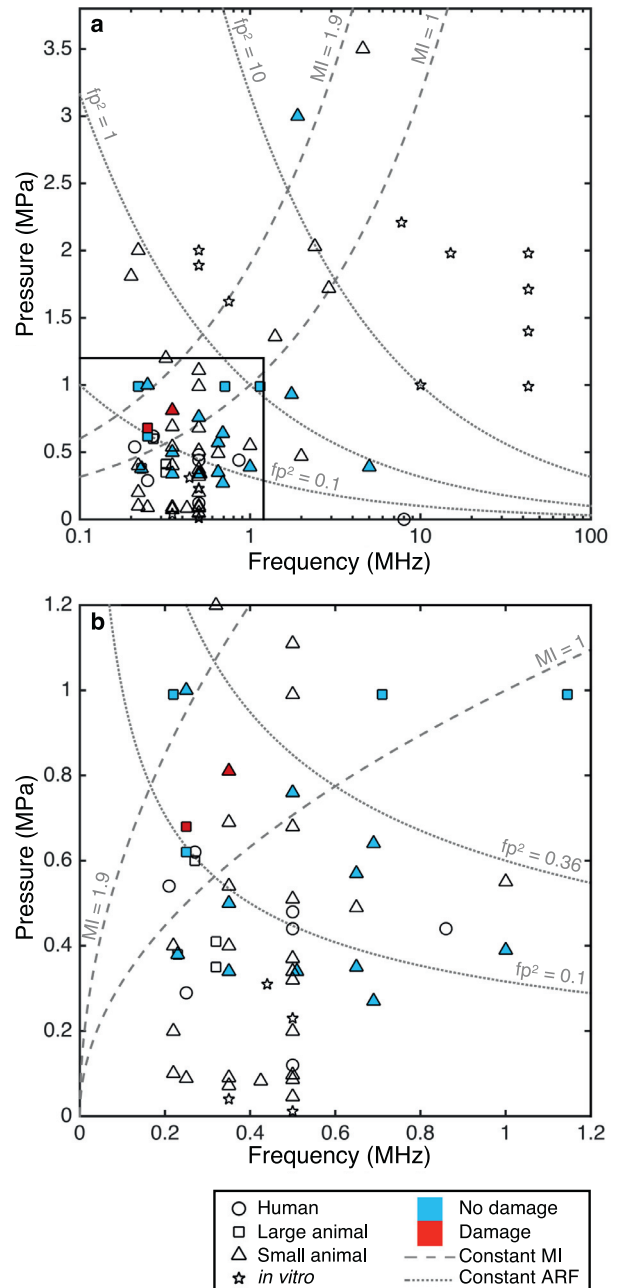 a
MI = 1.9
MI = 1
fp² = 10
fp² = 1
fp² = 0.1
Pressure (MPa)
3.5
3
2.5
2
1.5
1
0.5
0
0.1
1
10
100
Frequency (MHz)
b
MI = 1.9
MI = 1
fp² = 0.36
fp² = 0.1
Pressure (MPa)
1.2
1
0.8
0.6
0.4
0.2
0
0
0.2
0.4
0.6
0.8
1
1.2
Frequency (MHz)
Human
No damage
Large animal
Damage
Small animal
Constant MI
in vitro
Constant ARF